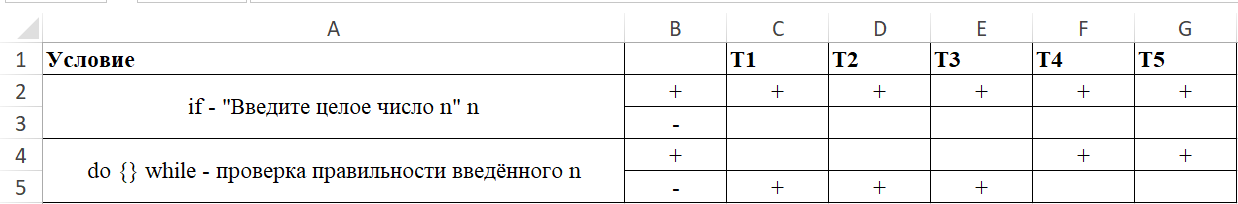 A B C D E F G
1 Условие T1 T2 T3 T4 T5
2 if - "Введите целое число n" n + + + + + +
3 -
4 do {} while - проверка правильности введённого n + + +
5 - + + +